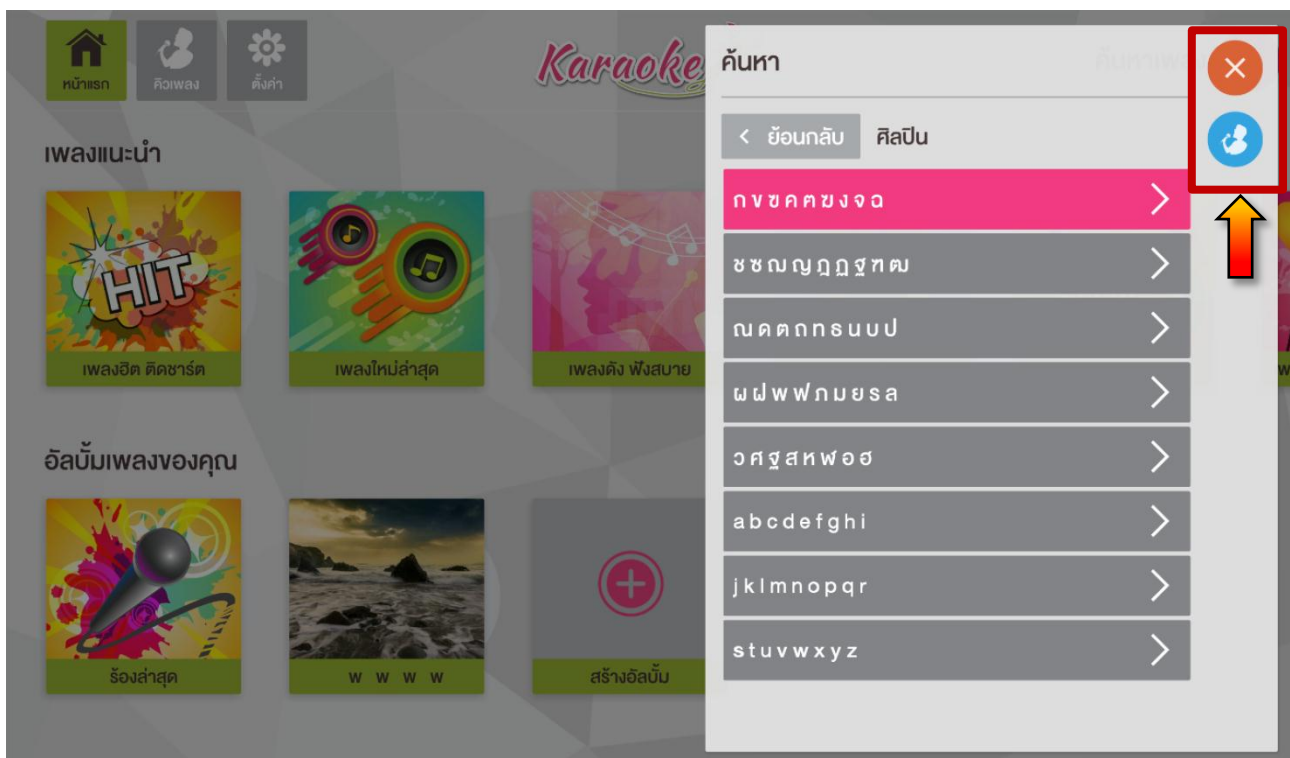 หน้าแรก
คิวเพลง
ตั้งค่า
Karaoke
ค้นหา
ย้อนกลับ
ศิลปิน
เพลงแนะนำ
HIT
เพลงฮิต ติดชาร์ต
เพลงใหม่ล่าสุด
เพลงดัง ฟังสบาย
ก ข ฃ ค ฅ ฆ ง จ ฉ
ช ซ ฌ ญ ฎ ฏ ฐ ฑ ฒ
ณ ด ต ถ ท ธ น บ ป
ผ ฝ พ ฟ ภ ม ย ร ล
ว ศ ฐ ส ห ฬ อ ฮ
a b c d e f g h i
j k l m n o p q r
s t u v w x y z
อัลบั้มเพลงของคุณ
ร้องล่าสุด
w w w w
สร้างอัลบั้ม